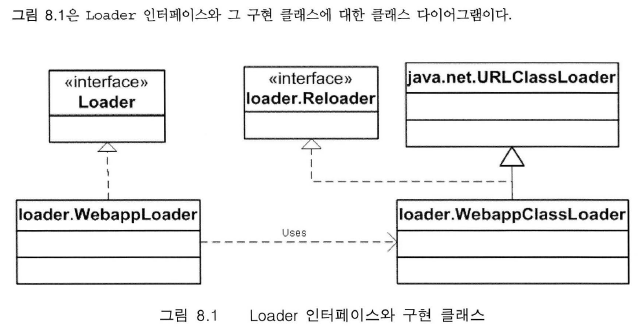 그림 8.1은 Loader 인터페이스와 그 구현 클래스에 대한 클래스 다이어그램이다.
«interface»
Loader
«interface»
loader.Reloader
java.net.URLClassLoader
loader.WebappLoader
Uses
loader.WebappClassLoader
그림 8.1 Loader 인터페이스와 구현 클래스